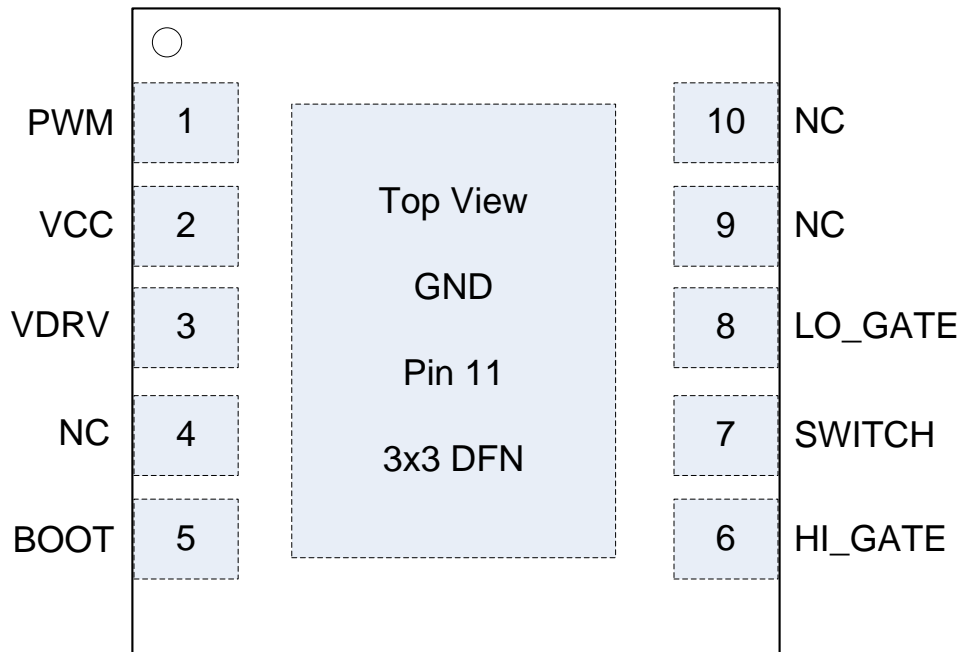 PWM 1
VCC 2
VDRV 3
NC 4
BOOT 5
Top View
GND
Pin 11
3x3 DFN
10 NC
9 NC
8 LO_GATE
7 SWITCH
6 HI_GATE